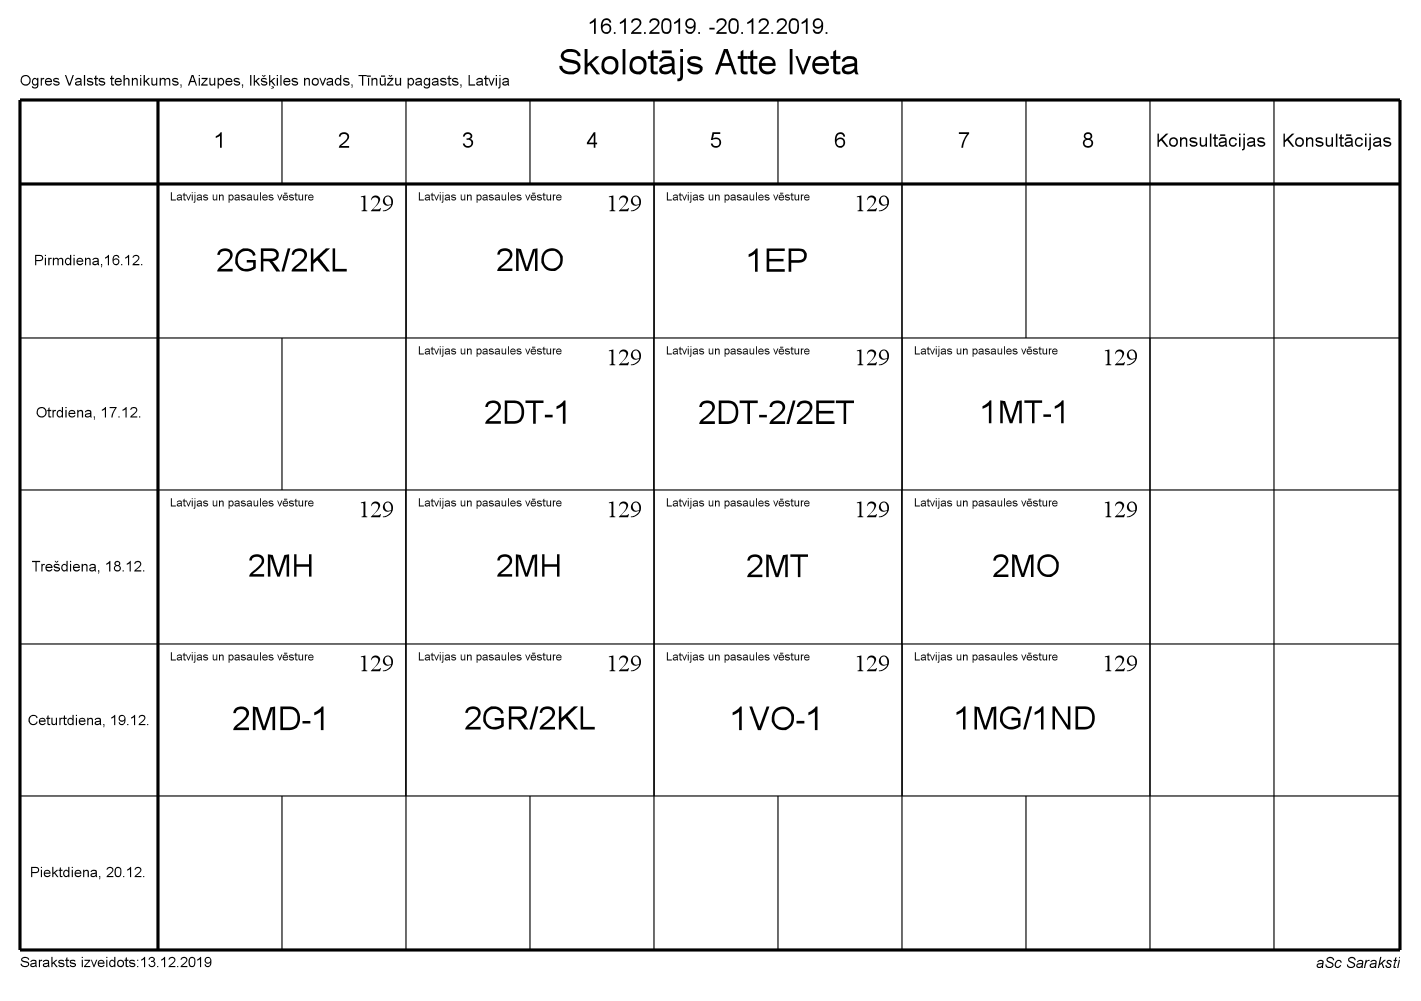 16.12.2019. -20.12.2019.
Skolotājs Atte Iveta
Ogres Valsts tehnikums, Aizupes, Ikšķiles novads, Tīnūžu pagasts, Latvija
1 2 3 4 5 6 7 8 Konsultācijas Konsultācijas
Latvijas un pasaules vēsture 129 Latvijas un pasaules vēsture 129 Latvijas un pasaules vēsture 129
Pirmdiena,16.12. 2GR/2KL 2MO 1EP
Latvijas un pasaules vēsture 129 Latvijas un pasaules vēsture 129 Latvijas un pasaules vēsture 129
Otrdiena, 17.12. 2DT-1 2DT-2/2ET 1MT-1
Latvijas un pasaules vēsture 129 Latvijas un pasaules vēsture 129 Latvijas un pasaules vēsture 129 Latvijas un pasaules vēsture 129
Trešdiena, 18.12. 2MH 2MH 2MT 2MO
Latvijas un pasaules vēsture 129 Latvijas un pasaules vēsture 129 Latvijas un pasaules vēsture 129 Latvijas un pasaules vēsture 129
Ceturtdiena, 19.12. 2MD-1 2GR/2KL 1VO-1 1MG/1ND
Piektdiena, 20.12.
Saraksts izveidots:13.12.2019 aSc Saraksti